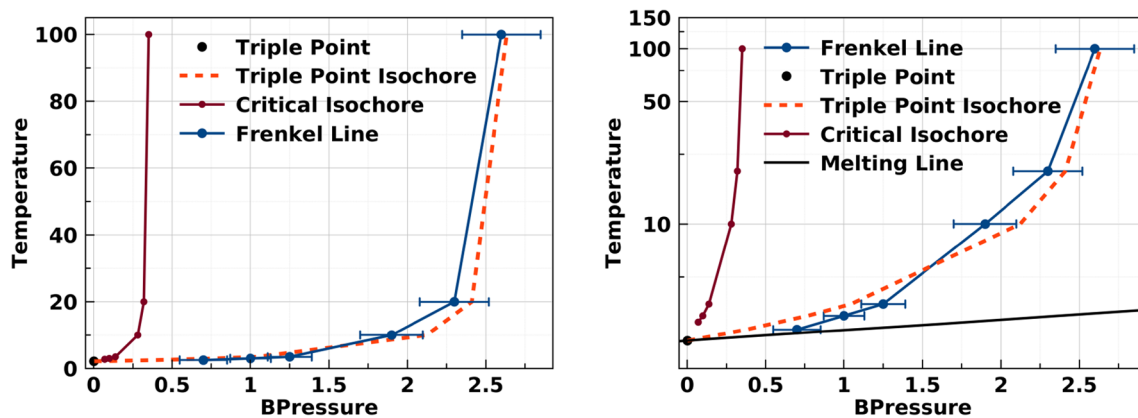 100
80
60
40
20
0
Temperature
Triple Point
Triple Point Isochore
Critical Isochore
Frenkel Line
0
0.5
1
1.5
2
2.5
BPressure
150
100
50
10
Temperature
Frenkel Line
Triple Point
Triple Point Isochore
Critical Isochore
Melting Line
0
0.5
1
1.5
2
2.5
BPressure